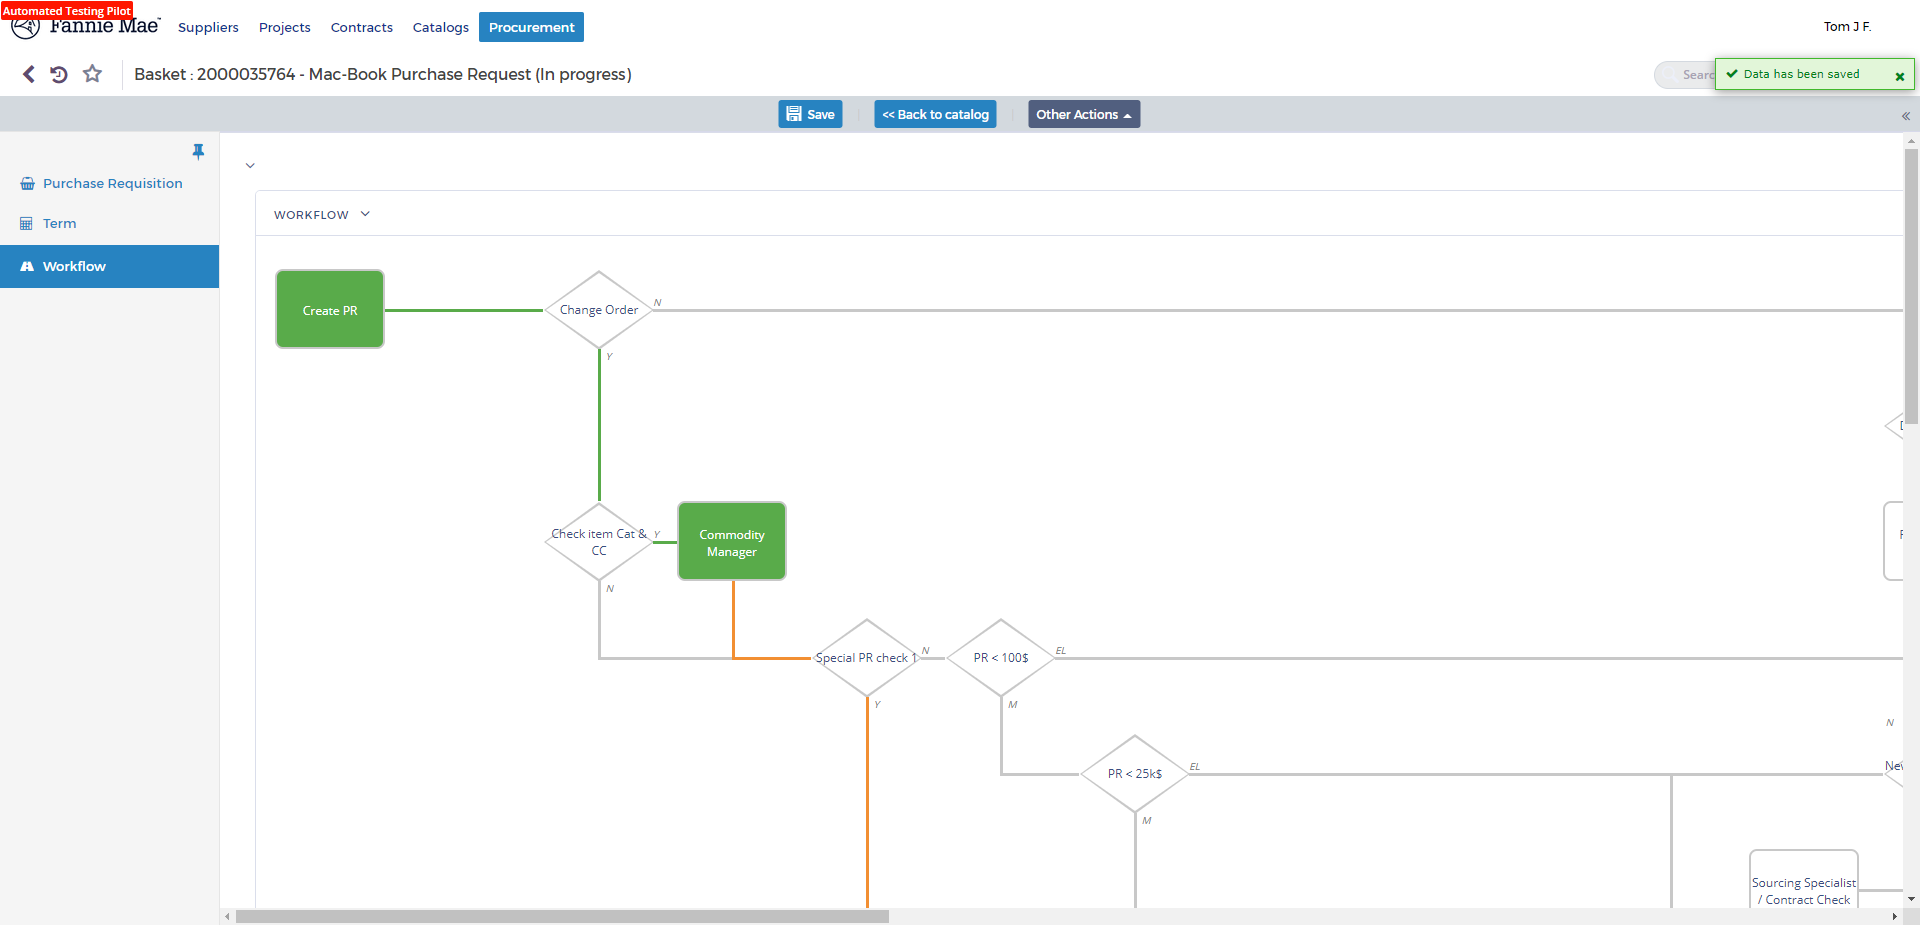 Automated Testing Pilot
Fannie Mae
Suppliers Projects Contracts Catalogs Procurement
Tom J F.
Basket : 2000035764 - Mac-Book Purchase Request (In progress)
Searc
Data has been saved
Save
<< Back to catalog
Other Actions
Purchase Requisition
Term
Workflow
WORKFLOW
Create PR
Change Order
N
Y
Check item Cat &
CC
Y
N
Commodity
Manager
Special PR check 1
N
Y
PR < 100$
EL
M
PR < 25k$
EL
M
N
Nev
Sourcing Specialist
/ Contract Check